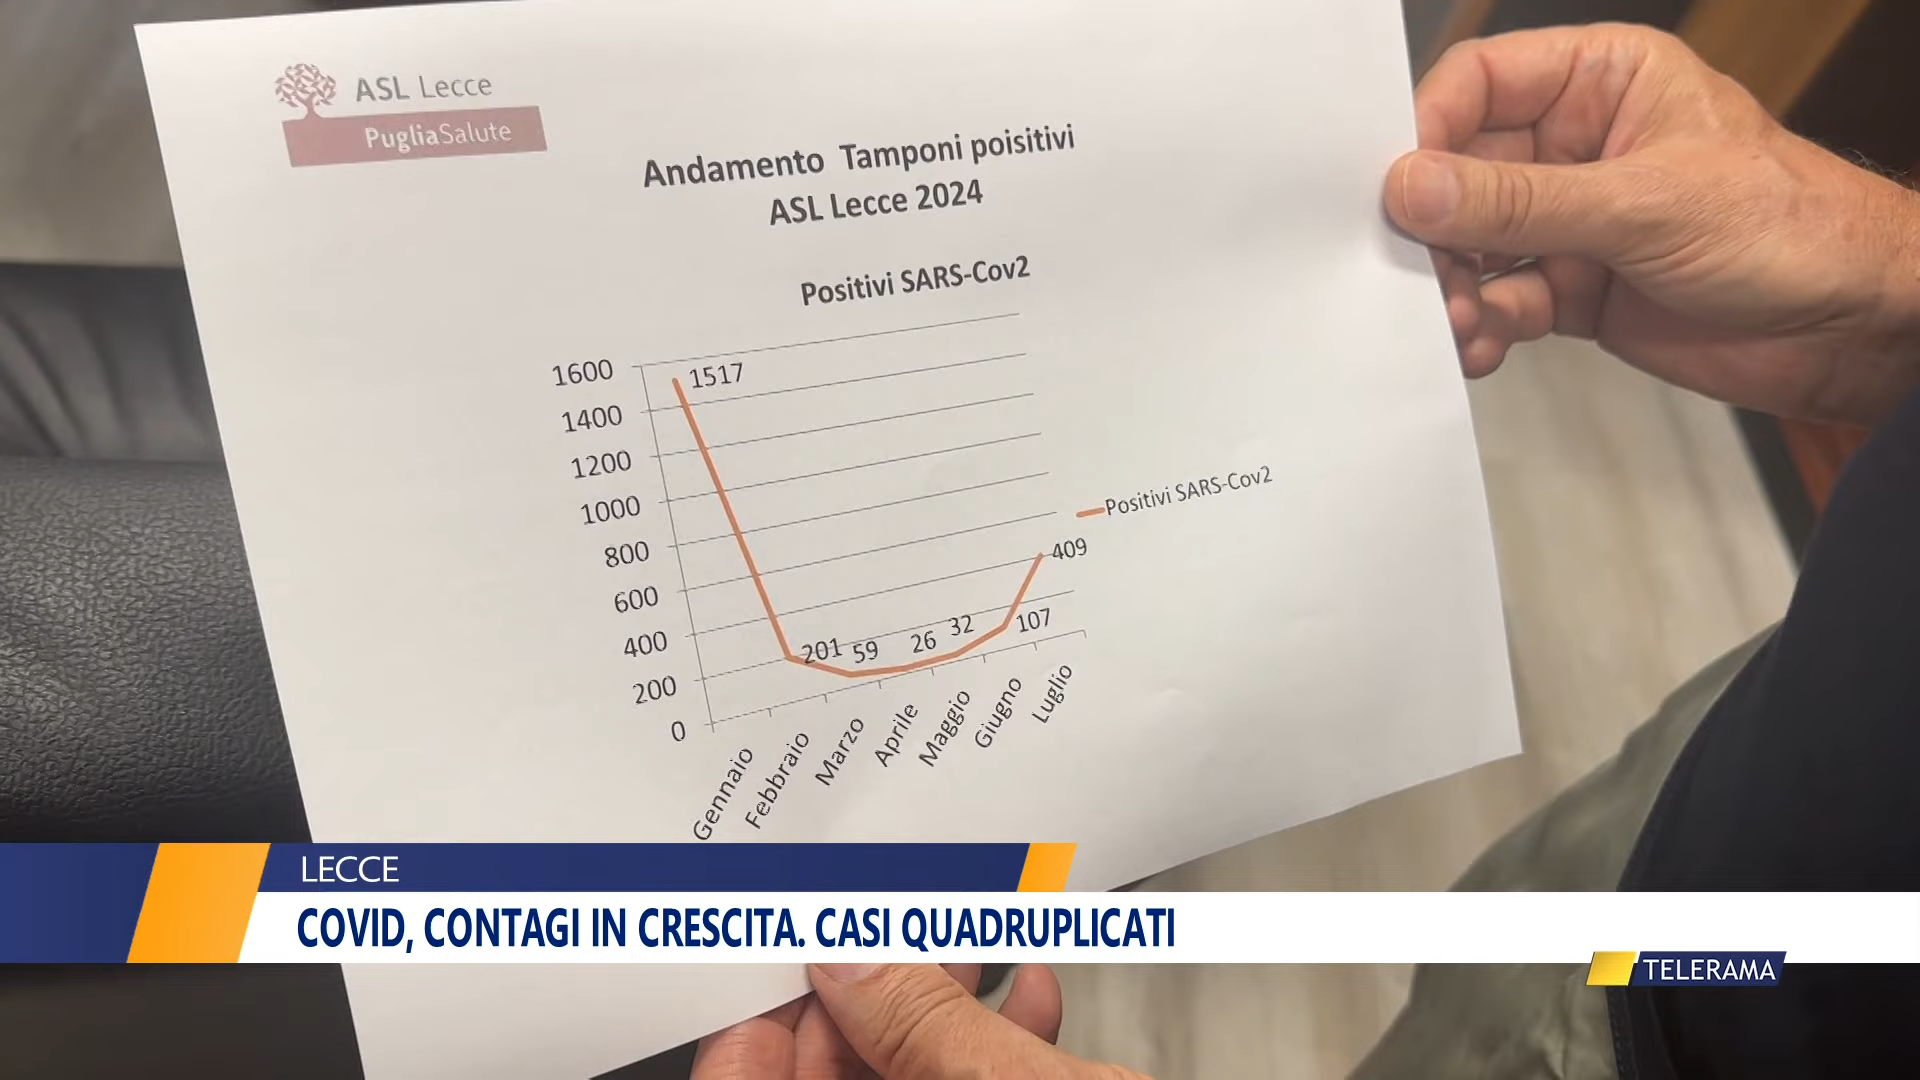 ASL Lecce
PugliaSalute
Andamento Tamponi poisitivi
ASL Lecce 2024
Positivi SARS-Cov2
1600
1400
1200
1000
800
600
400
200
0
1517
201
59
26
32
107
409
Positivi SARS-Cov2
Gennaio
Febbraio
Marzo
Aprile
Maggio
Giugno
Luglio
LECCE
COVID, CONTAGI IN CRESCITA. CASI QUADRUPLICATI
TELERAMA